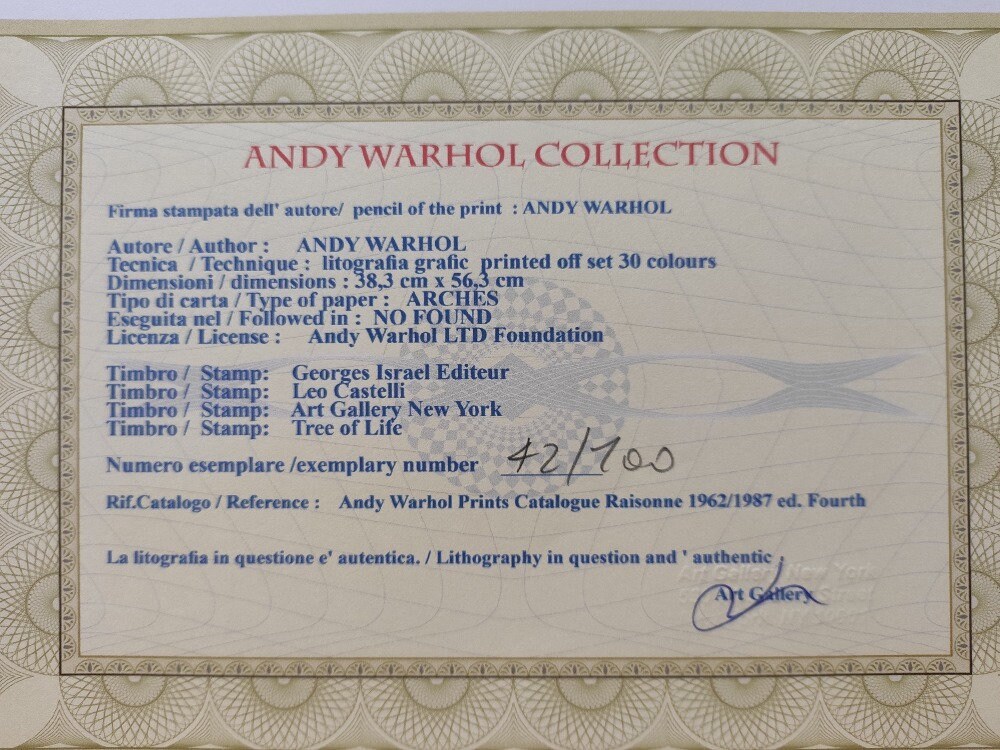 ANDY WARHOL COLLECTION
Firma stampata dell' autore/ pencil of the print : ANDY WARHOL
Autore / Author : ANDY WARHOL
Tecnica / Technique : litografia grafic printed off set 30 colours
Dimensioni / dimensions : 38,3 cm x 56,3 cm
Tipo di carta / Type of paper : ARCHES
Eseguita nel / Followed in : NO FOUND
Licenza / License : Andy Warhol LTD Foundation
Timbro / Stamp: Georges Israel Editeur
Timbro / Stamp: Leo Castelli
Timbro / Stamp: Art Gallery New York
Timbro / Stamp: Tree of Life
Numero esemplare /exemplary number 42/100
Rif.Catalogo / Reference : Andy Warhol Prints Catalogue Raisonne 1962/1987 ed. Fourth
La litografia in questione e' autentica. / Lithography in question and ' authentic
Art Gallery New York
Art Gallery